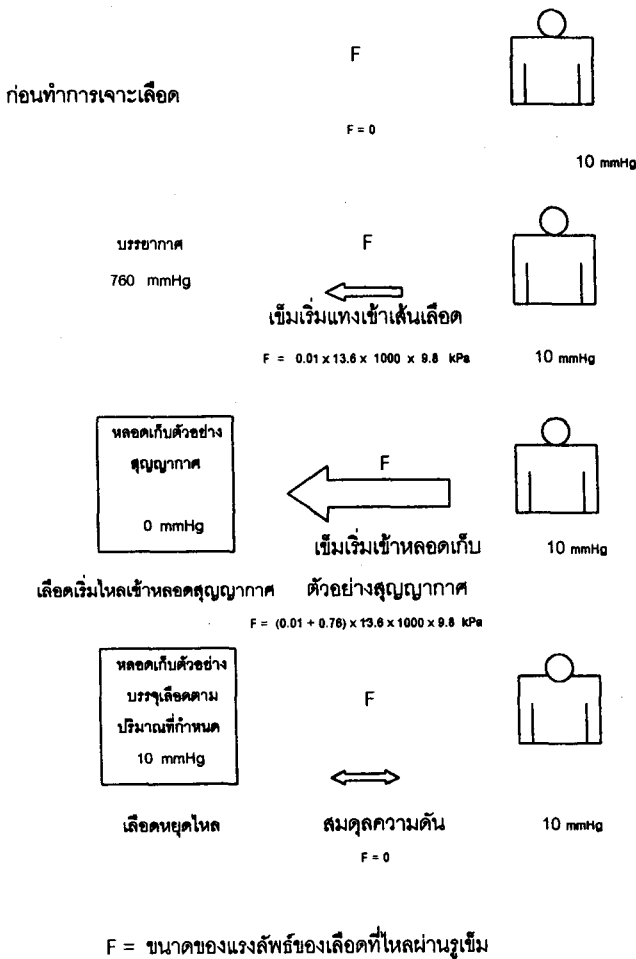 F
ก่อนทำการเจาะเลือด
F = 0
10 mmHg
บรรยากาศ
F
760 mmHg
เข็มเริ่มแทงเข้าเส้นเลือด
F = 0.01 x 13.6 x 1000 x 9.8 kPa
10 mmHg
หลอดเก็บตัวอย่าง
สุญญากาศ
F
0 mmHg
เข็มเริ่มเข้าหลอดเก็บ
10 mmHg
เลือดเริ่มไหลเข้าหลอดสุญญากาศ
ตัวอย่างสุญญากาศ
F = (0.01 + 0.76) x 13.6 x 1000 x 9.8 kPa
หลอดเก็บตัวอย่าง
บรรจุเลือดตาม
ปริมาณที่กำหนด
F
10 mmHg
เลือดหยุดไหล
สมดุลความดัน
10 mmHg
F = 0
F = ขนาดของแรงลัพธ์ของเลือดที่ไหลผ่านรูเข็ม